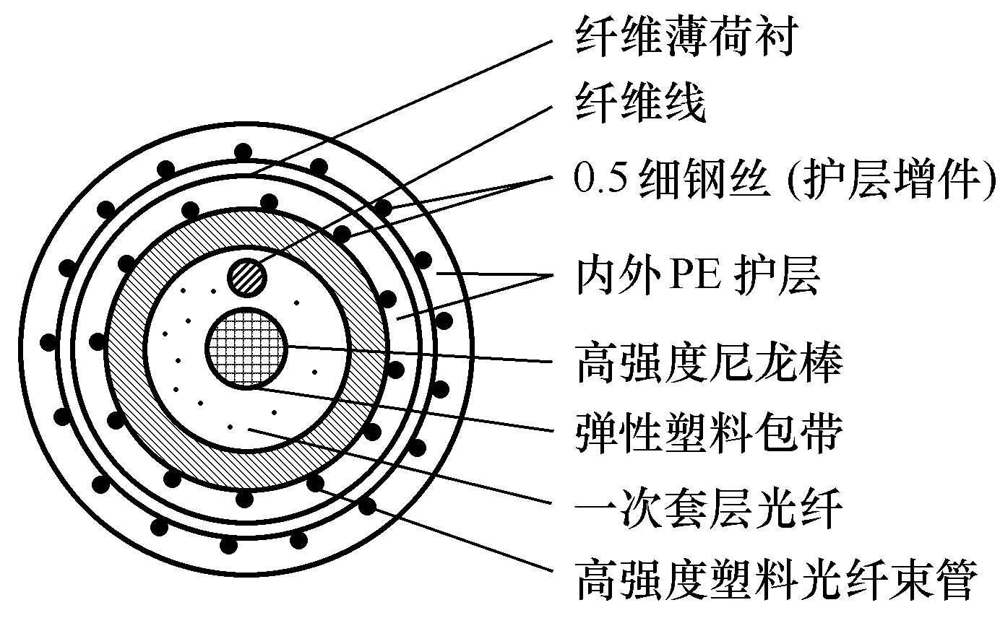 纤维薄荷衬
纤维线
0.5 细钢丝 (护层增件)
内外 PE 护层
高强度尼龙棒
弹性塑料包带
一次套层光纤
高强度塑料光纤束管